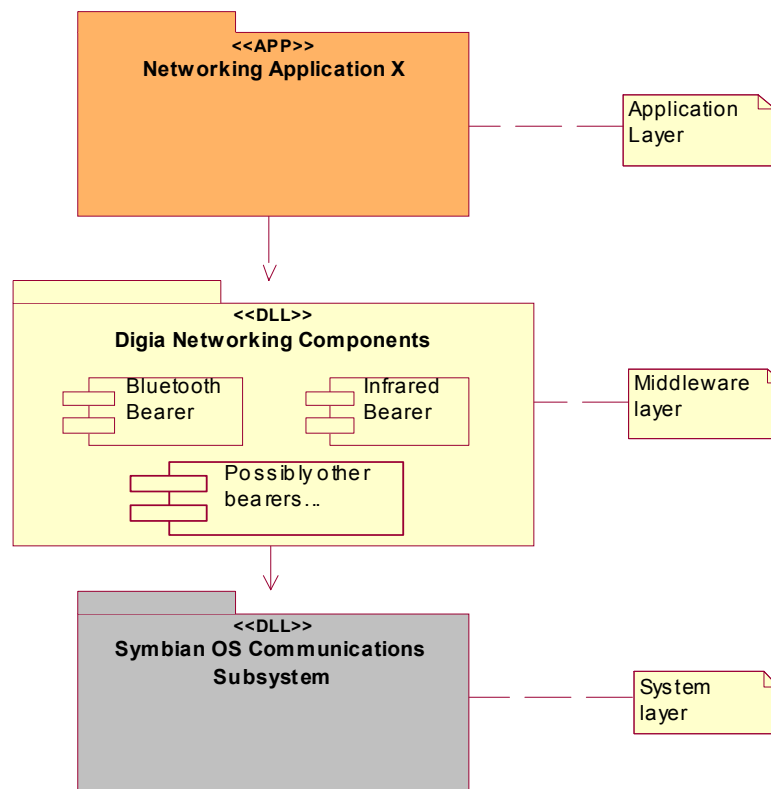 <<APP>>
Networking Application X
Application
Layer
<<DLL>>
Digia Networking Components
Bluetooth
Bearer
Infrared
Bearer
Possibly other
bearers...
Middleware
layer
<<DLL>>
Symbian OS Communications
Subsystem
System
layer